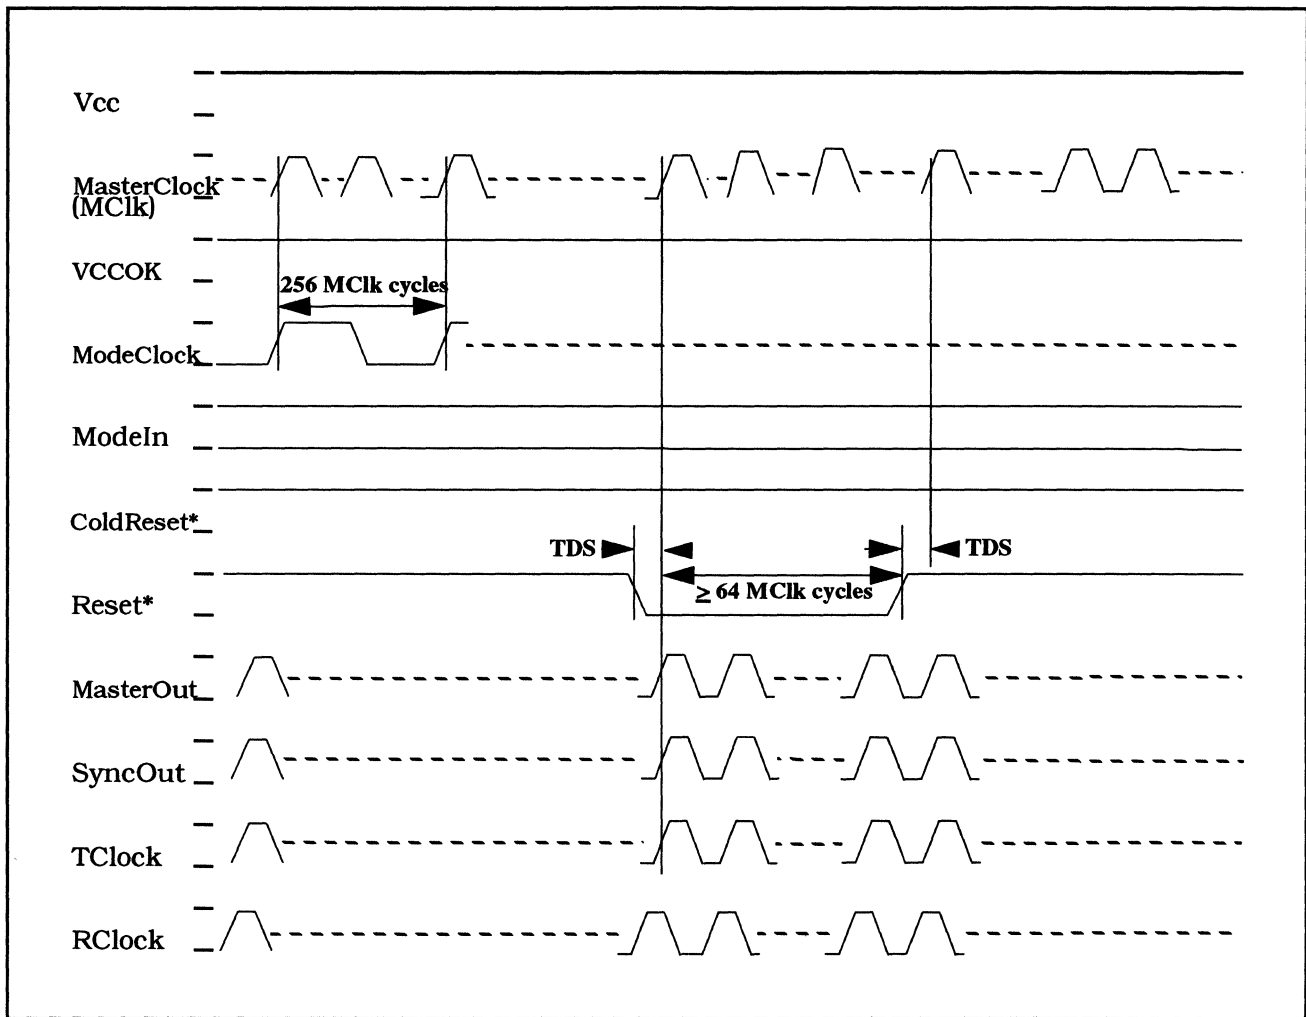 Vcc
MasterClock
(MClk)
VCCOK
256 MClk cycles
ModeClock
ModeIn
ColdReset*
TDS
TDS
Reset*
≥ 64 MClk cycles
MasterOut
SyncOut
TClock
RClock